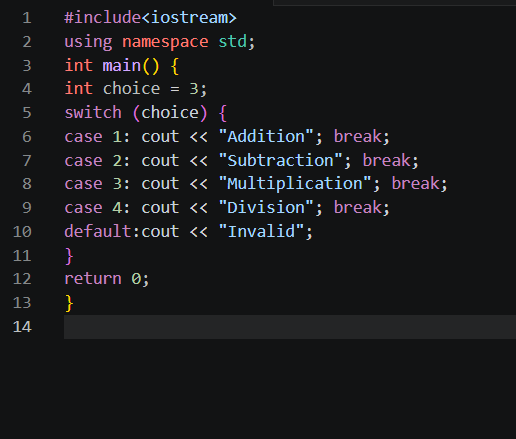 1 #include<iostream>
2 using namespace std;
3 int main() {
4 int choice = 3;
5 switch (choice) {
6 case 1: cout << "Addition"; break;
7 case 2: cout << "Subtraction"; break;
8 case 3: cout << "Multiplication"; break;
9 case 4: cout << "Division"; break;
10 default:cout << "Invalid";
11 }
12 return 0;
13 }
14